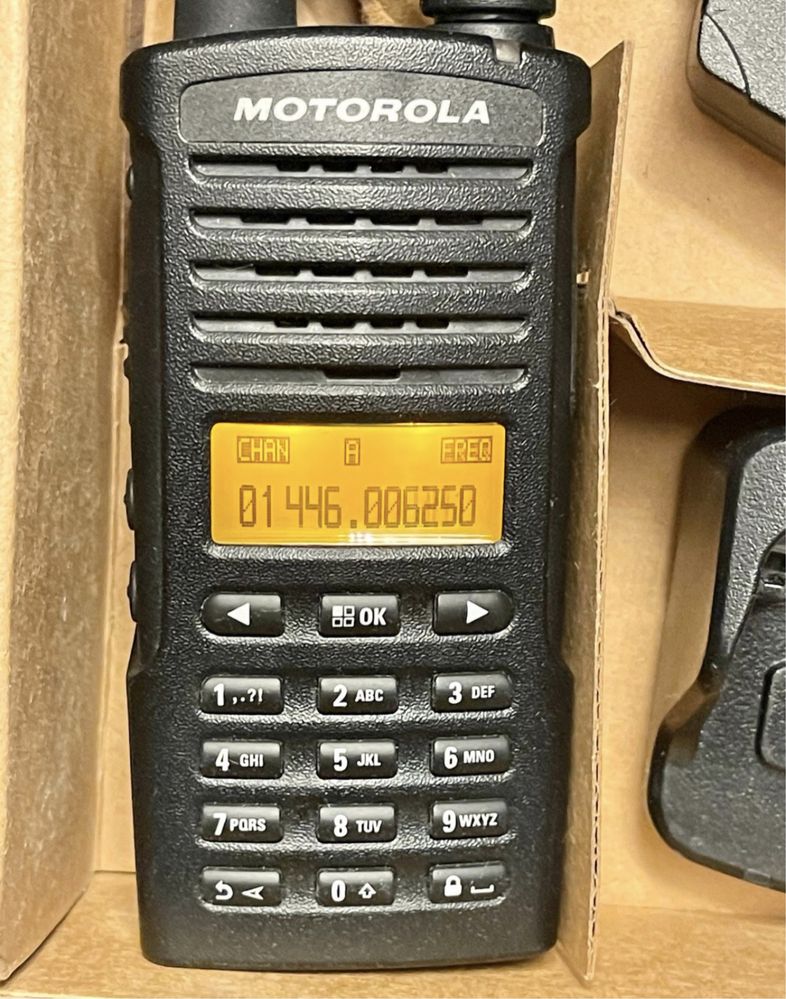 MOTOROLA
CHAN A FREQ
01 446.006250
OK
1 ,.?! 2 ABC 3 DEF
4 GHI 5 JKL 6 MNO
7 PQRS 8 TUV 9 WXYZ
0